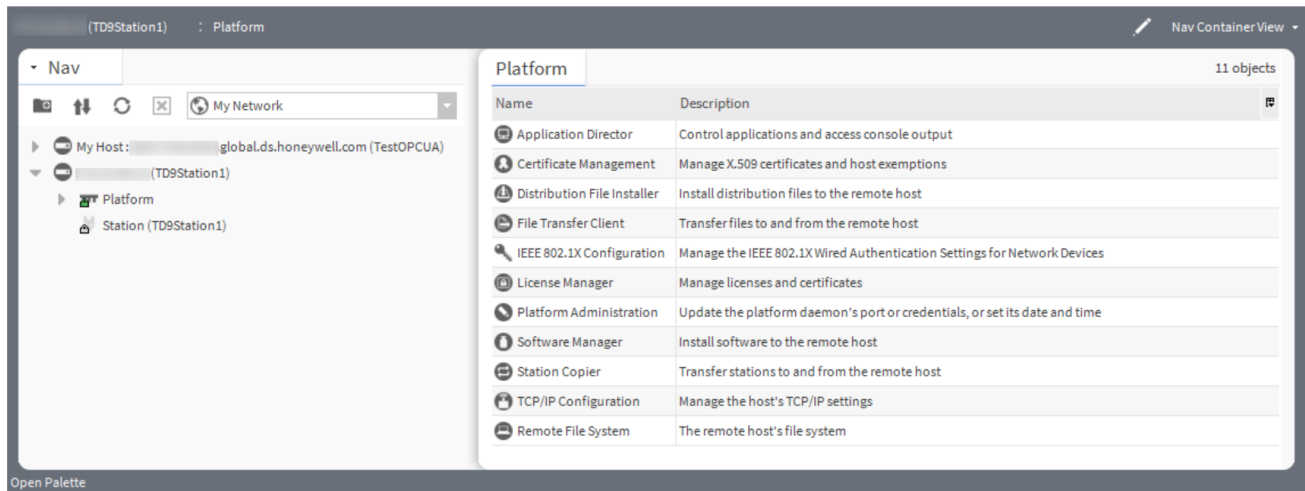 (TD9Station1) : Platform Nav Container View
Nav
My Network
My Host : global.ds.honeywell.com (TestOPCUA)
(TD9Station1)
Platform
Station (TD9Station1)
Platform 11 objects
Name Description
Application Director Control applications and access console output
Certificate Management Manage X.509 certificates and host exemptions
Distribution File Installer Install distribution files to the remote host
File Transfer Client Transfer files to and from the remote host
IEEE 802.1X Configuration Manage the IEEE 802.1X Wired Authentication Settings for Network Devices
License Manager Manage licenses and certificates
Platform Administration Update the platform daemon's port or credentials, or set its date and time
Software Manager Install software to the remote host
Station Copier Transfer stations to and from the remote host
TCP/IP Configuration Manage the host's TCP/IP settings
Remote File System The remote host's file system
Open Palette